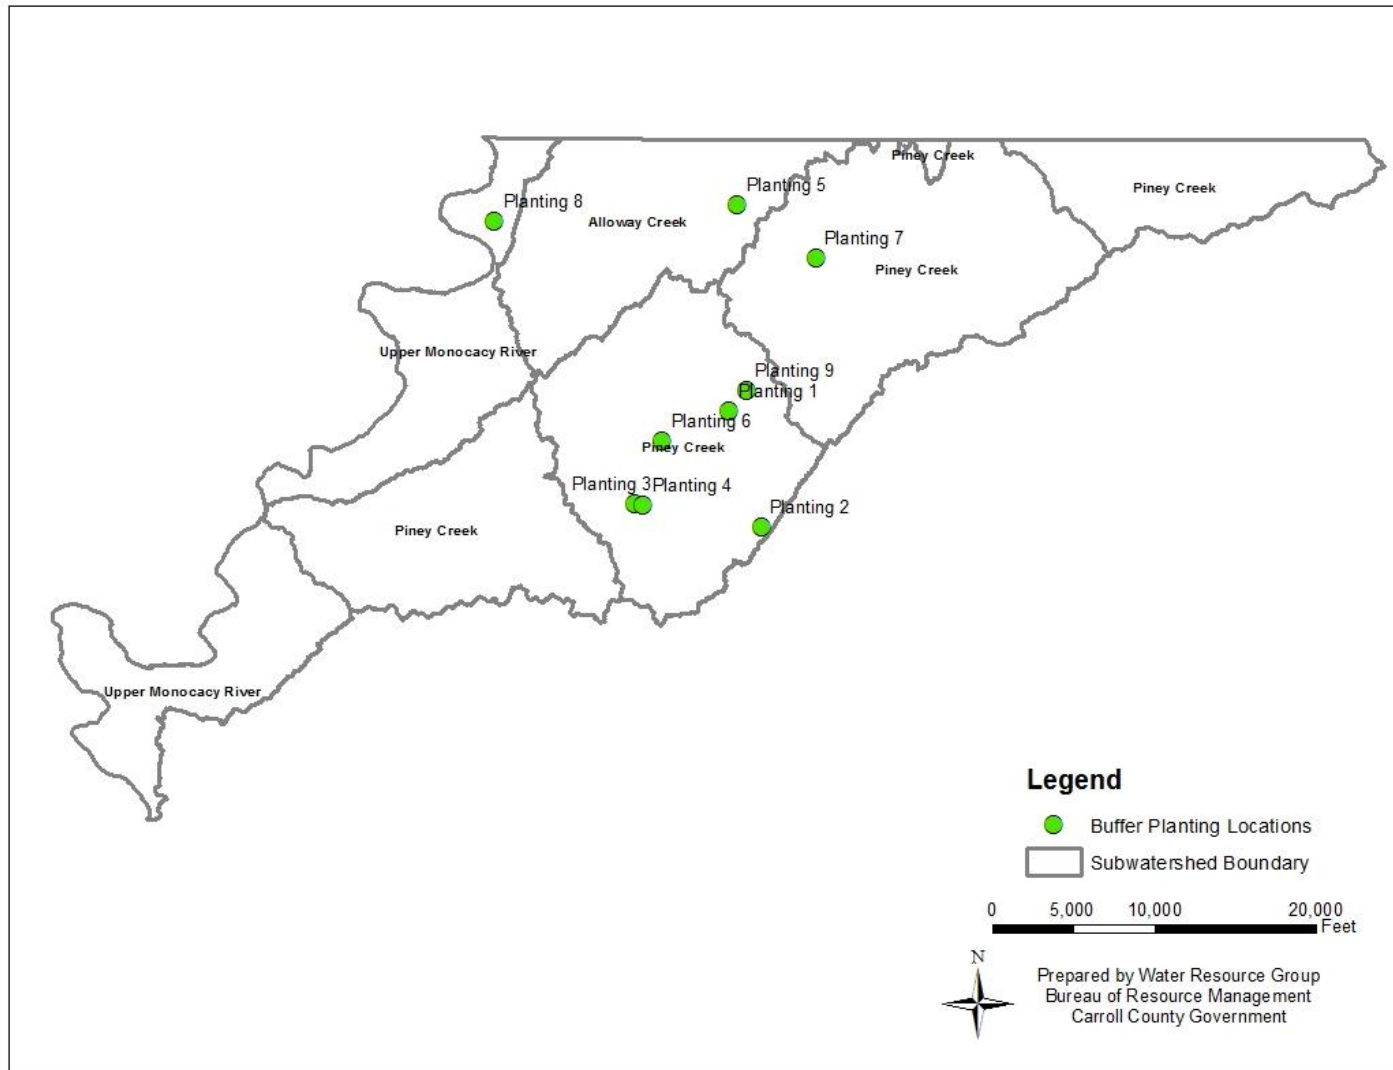 Piney Creek
Planting 5
Piney Creek
Planting 8
Alloway Creek
Planting 7
Piney Creek
Upper Monocacy River
Planting 9
Planting 1
Planting 6
Piney Creek
Planting 3
Planting 4
Planting 2
Piney Creek
Upper Monocacy River
Legend
Buffer Planting Locations
Subwatershed Boundary
0 5,000 10,000 20,000
Feet
N
Prepared by Water Resource Group
Bureau of Resource Management
Carroll County Government